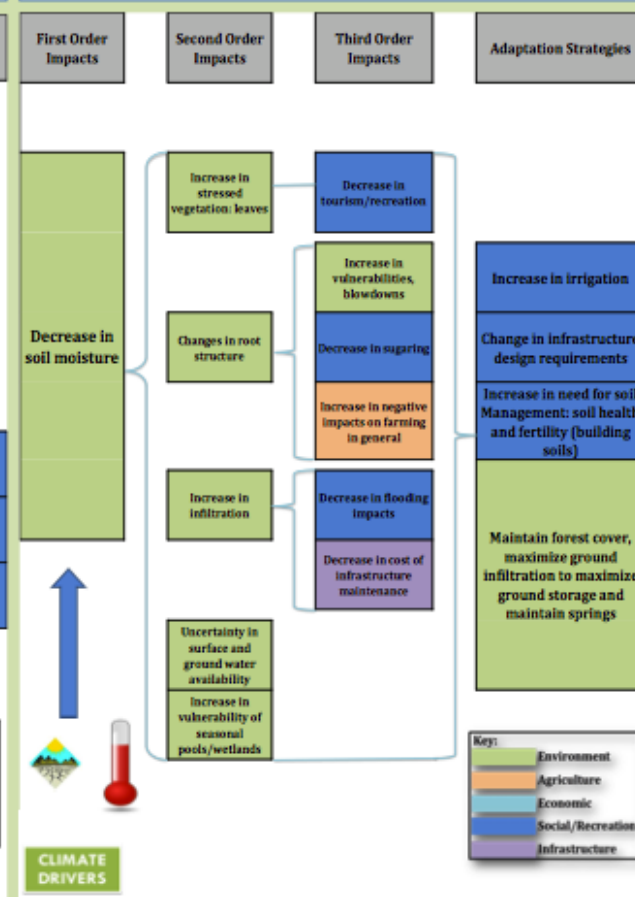 First Order
Impacts
Second Order
Impacts
Third Order
Impacts
Adaptation Strategies
Decrease in
soil moisture
Increase in
stressed
vegetation: leaves
Changes in root
structure
Increase in
infiltration
Uncertainty in
surface and
ground water
availability
Increase in
vulnerability of
seasonal
pools/wetlands
Decrease in
tourism/recreation
Increase in
vulnerabilities,
blowdowns
Decrease in sugaring
Increase in negative
impacts on farming
in general
Decrease in flooding
impacts
Decrease in cost of
infrastructure
maintenance
Increase in irrigation
Change in infrastructure
design requirements
Increase in need for soil
Management: soil health
and fertility (building
soils)
Maintain forest cover,
maximize ground
infiltration to maximize
ground storage and
maintain springs
Key:
Environment
Agriculture
Economic
Social/Recreation
Infrastructure
CLIMATE
DRIVERS